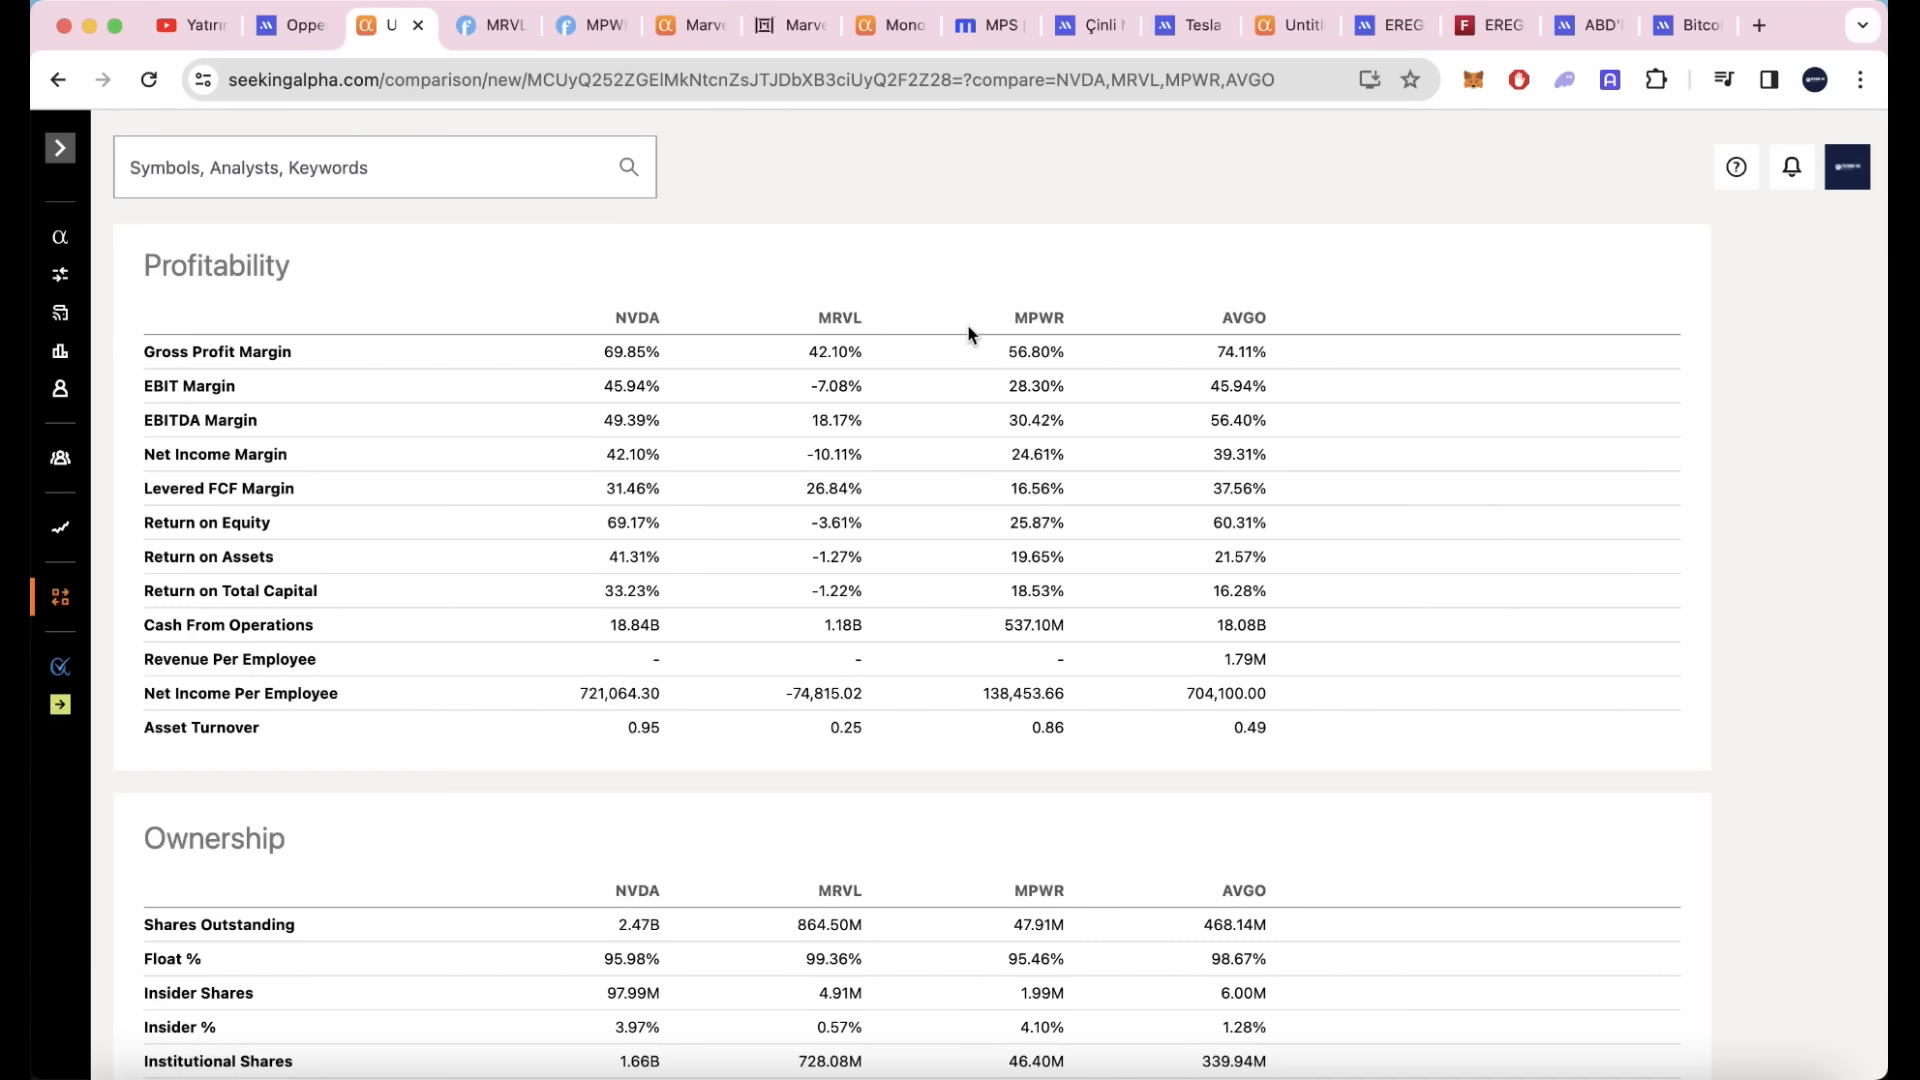 Yatırı
Oppe
U
MRVL
MPW
Marve
Marve
Mono
MPS
Çinli
Tesla
Untitl
EREG
EREG
ABD'
Bitco
seekingalpha.com/comparison/new/MCUyQ252ZGElMkNtcnZsJTJDbXB3ciUyQ2F2Z28=?compare=NVDA,MRVL,MPWR,AVGO
Symbols, Analysts, Keywords
Profitability
NVDA MRVL MPWR AVGO
Gross Profit Margin 69.85% 42.10% 56.80% 74.11%
EBIT Margin 45.94% -7.08% 28.30% 45.94%
EBITDA Margin 49.39% 18.17% 30.42% 56.40%
Net Income Margin 42.10% -10.11% 24.61% 39.31%
Levered FCF Margin 31.46% 26.84% 16.56% 37.56%
Return on Equity 69.17% -3.61% 25.87% 60.31%
Return on Assets 41.31% -1.27% 19.65% 21.57%
Return on Total Capital 33.23% -1.22% 18.53% 16.28%
Cash From Operations 18.84B 1.18B 537.10M 18.08B
Revenue Per Employee - - - 1.79M
Net Income Per Employee 721,064.30 -74,815.02 138,453.66 704,100.00
Asset Turnover 0.95 0.25 0.86 0.49
Ownership
NVDA MRVL MPWR AVGO
Shares Outstanding 2.47B 864.50M 47.91M 468.14M
Float % 95.98% 99.36% 95.46% 98.67%
Insider Shares 97.99M 4.91M 1.99M 6.00M
Insider % 3.97% 0.57% 4.10% 1.28%
Institutional Shares 1.66B 728.08M 46.40M 339.94M